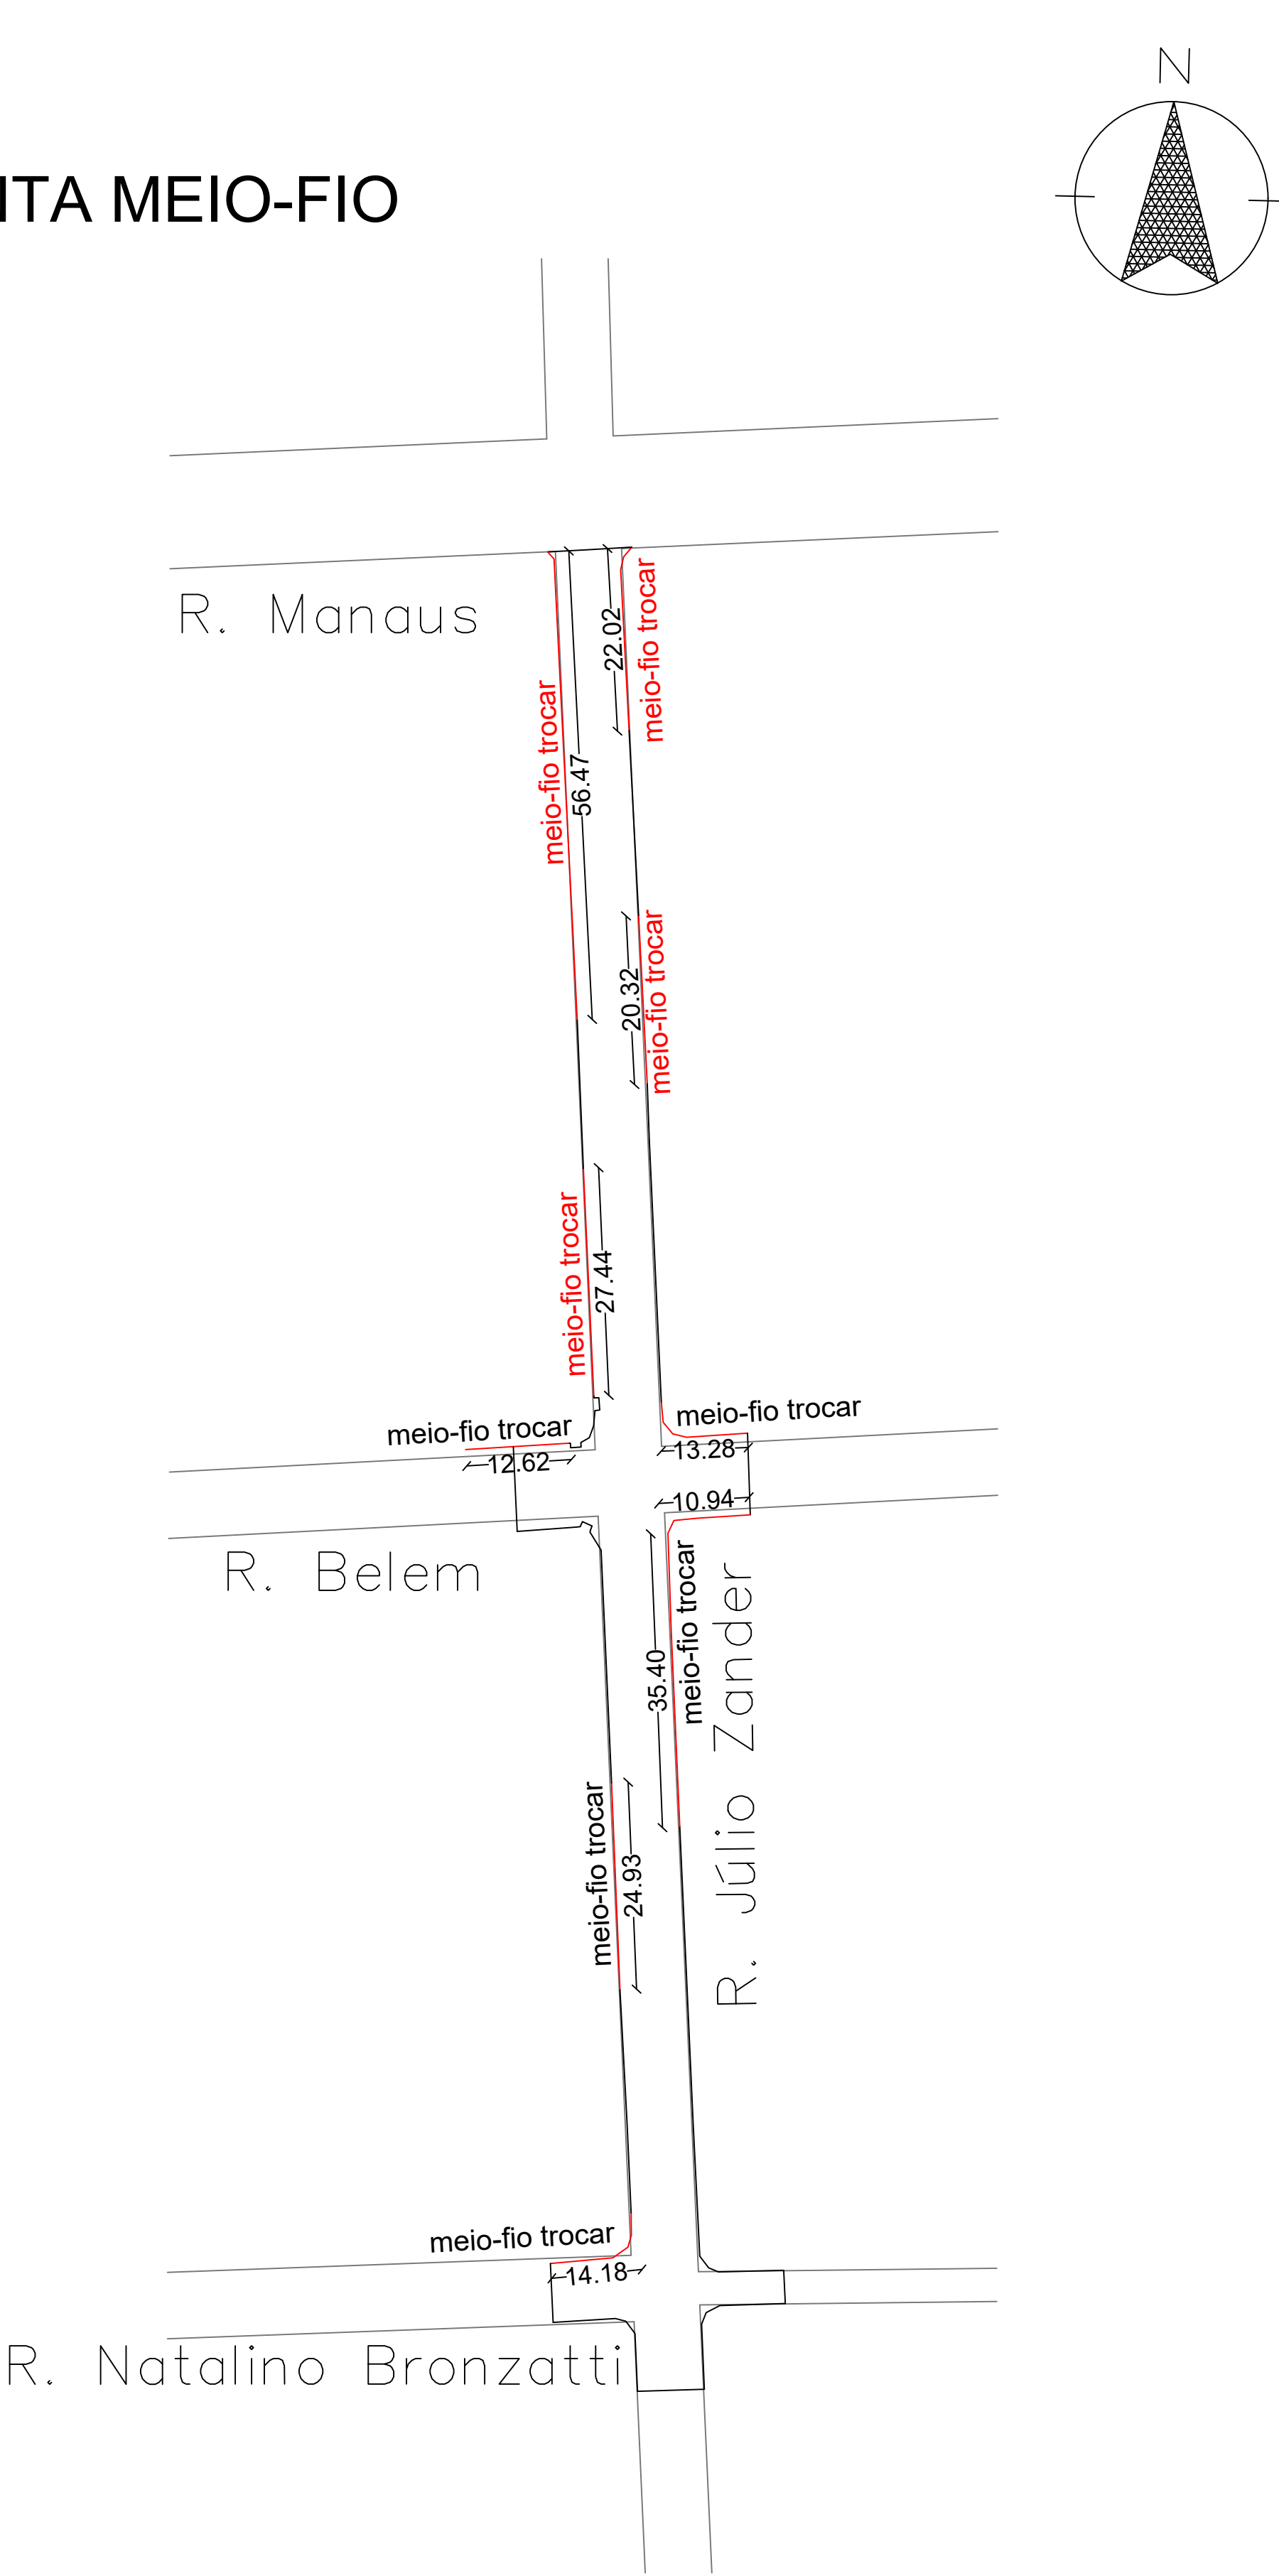 N
NTA MEIO-FIO
R. Manaus
22.02
meio-fio trocar
meio-fio trocar
56.47
20.32
meio-fio trocar
meio-fio trocar
27.44
meio-fio trocar
meio-fio trocar
12.62
13.28
10.94
R. Belem
meio-fio trocar
35.40
R. Júlio Zander
meio-fio trocar
24.93
meio-fio trocar
14.18
R. Natalino Bronzatti